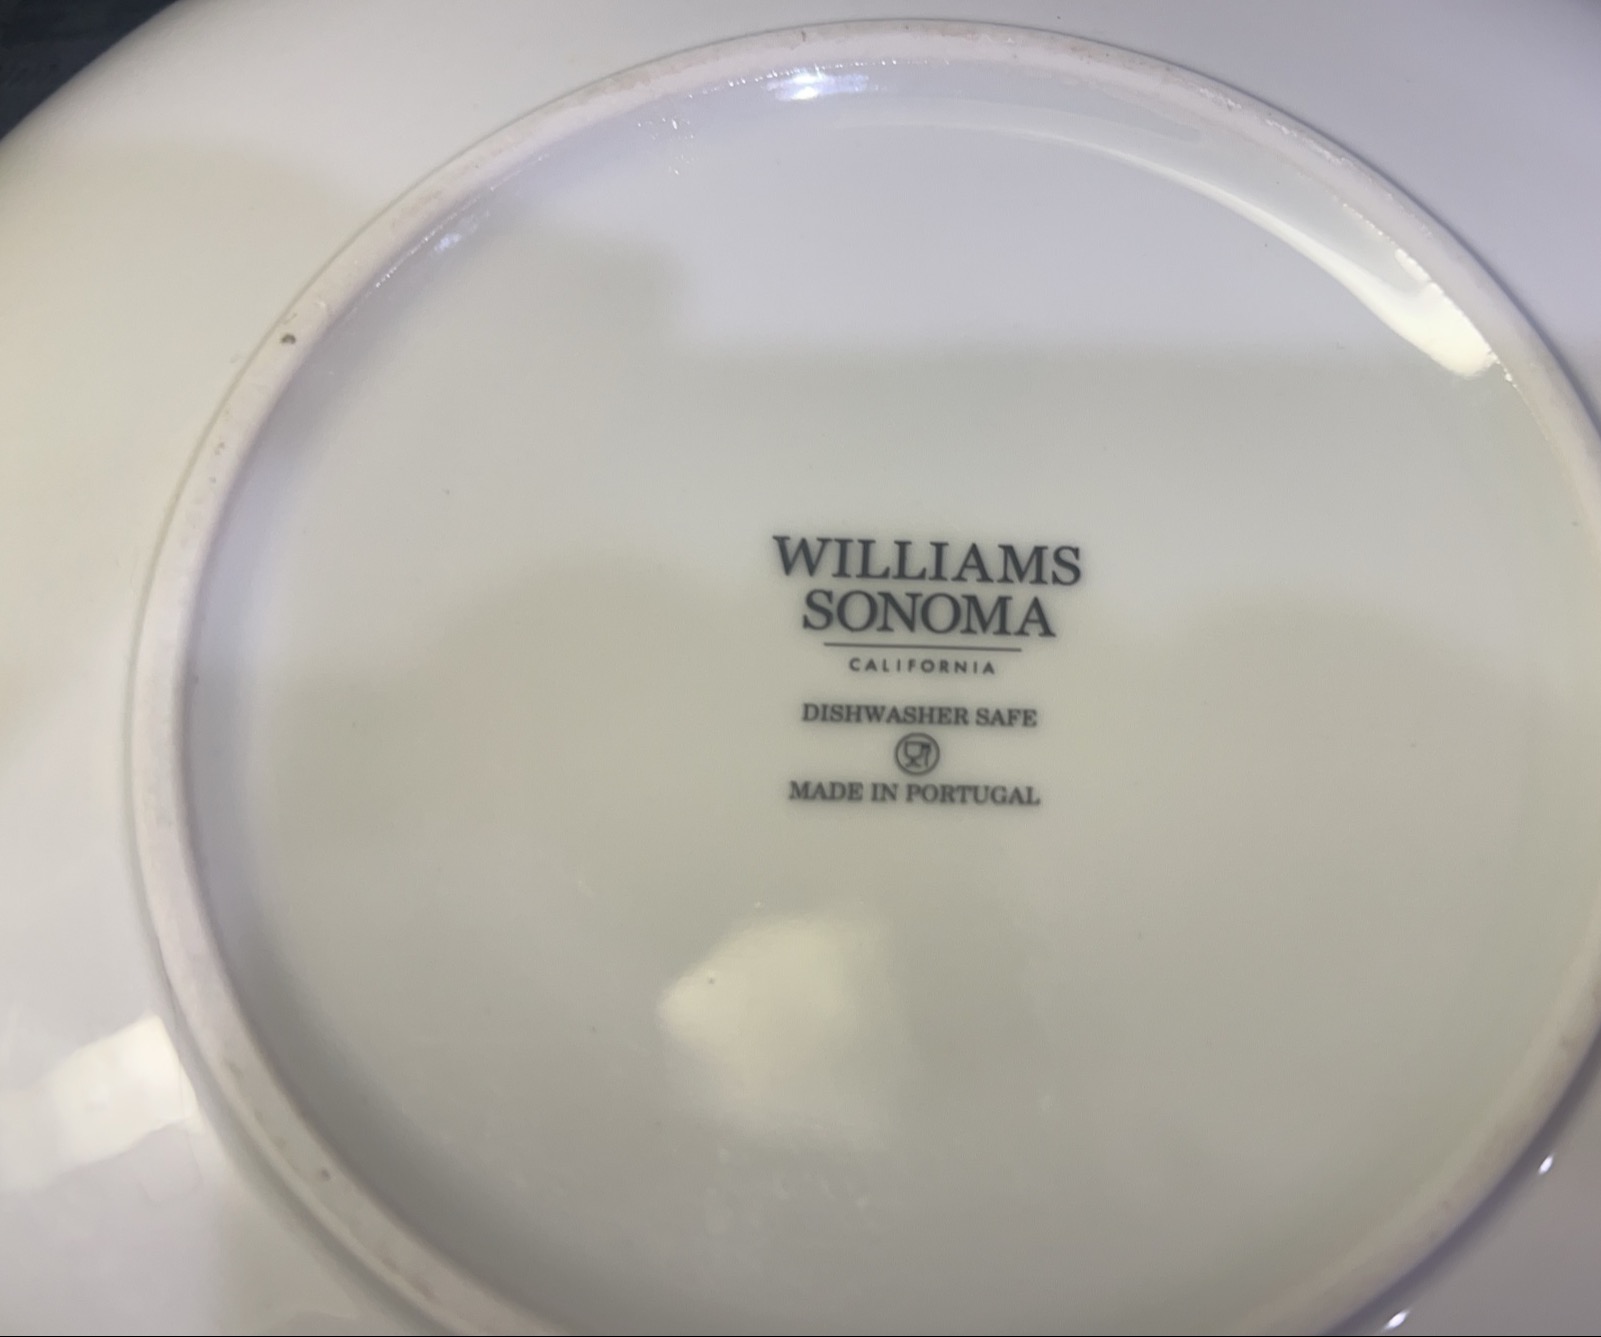 WILLIAMS
SONOMA
CALIFORNIA
DISHWASHER SAFE
MADE IN PORTUGAL